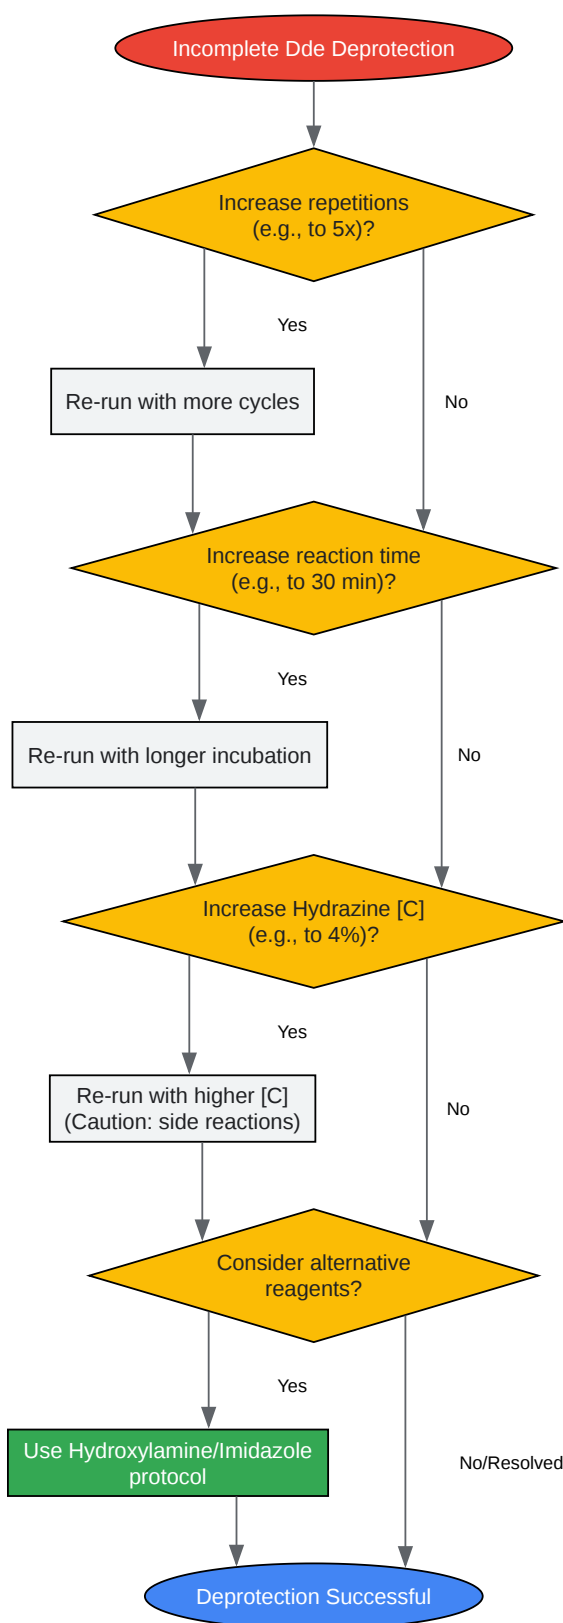 Incomplete Dde Deprotection
Increase repetitions
(e.g., to 5x)?
Yes
Re-run with more cycles
No
Increase reaction time
(e.g., to 30 min)?
Yes
Re-run with longer incubation
No
Increase Hydrazine [C]
(e.g., to 4%)?
Yes
Re-run with higher [C]
(Caution: side reactions)
No
Consider alternative
reagents?
Yes
Use Hydroxylamine/Imidazole
protocol
No/Resolved
Deprotection Successful